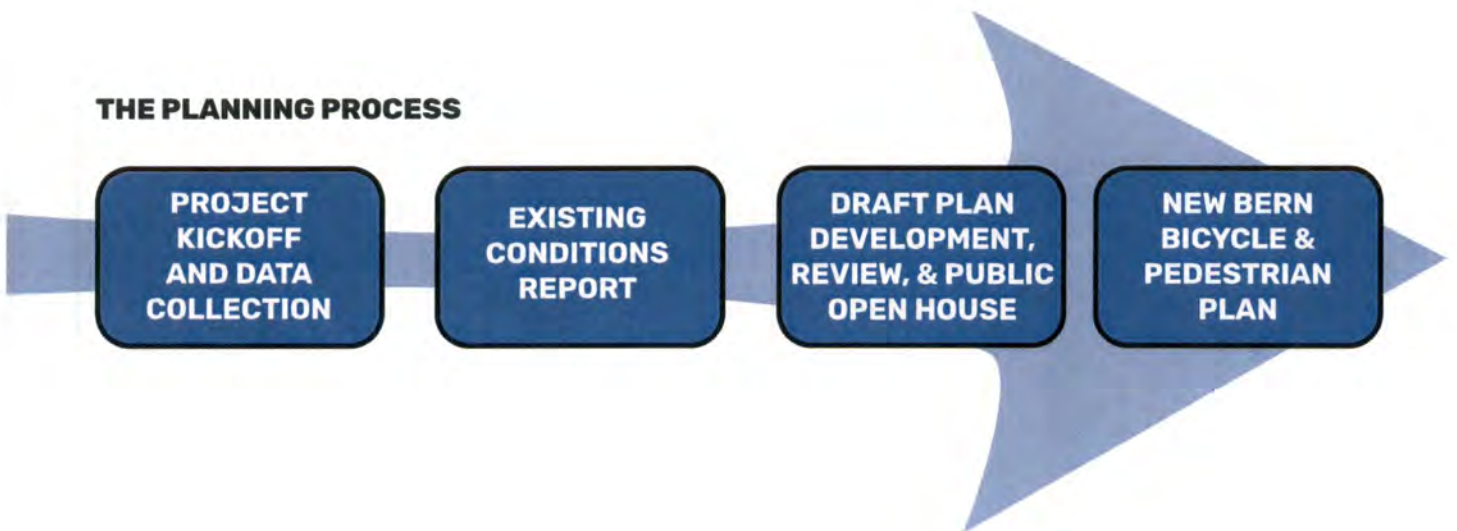 THE PLANNING PROCESS
PROJECT
KICKOFF
AND DATA
COLLECTION
EXISTING
CONDITIONS
REPORT
DRAFT PLAN
DEVELOPMENT,
REVIEW, & PUBLIC
OPEN HOUSE
NEW BERN
BICYCLE &
PEDESTRIAN
PLAN